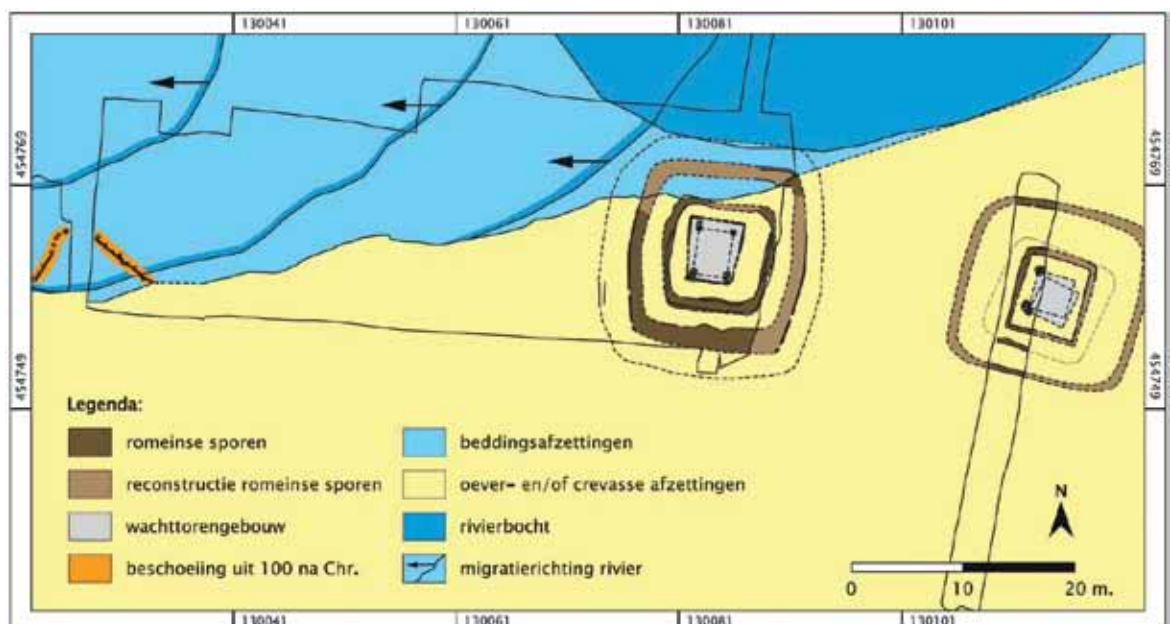 130041 130061 130081 130101
454769 454769
454749 454749
Legenda:
romeinse sporen
reconstructie romeinse sporen
wachttorengebouw
beschoeiing uit 100 na Chr.
beddingsafzettingen
oever- en/of crevasse afzettingen
rivierbocht
migratierichting rivier
N
0 10 20 m.
130041 130061 130081 130101